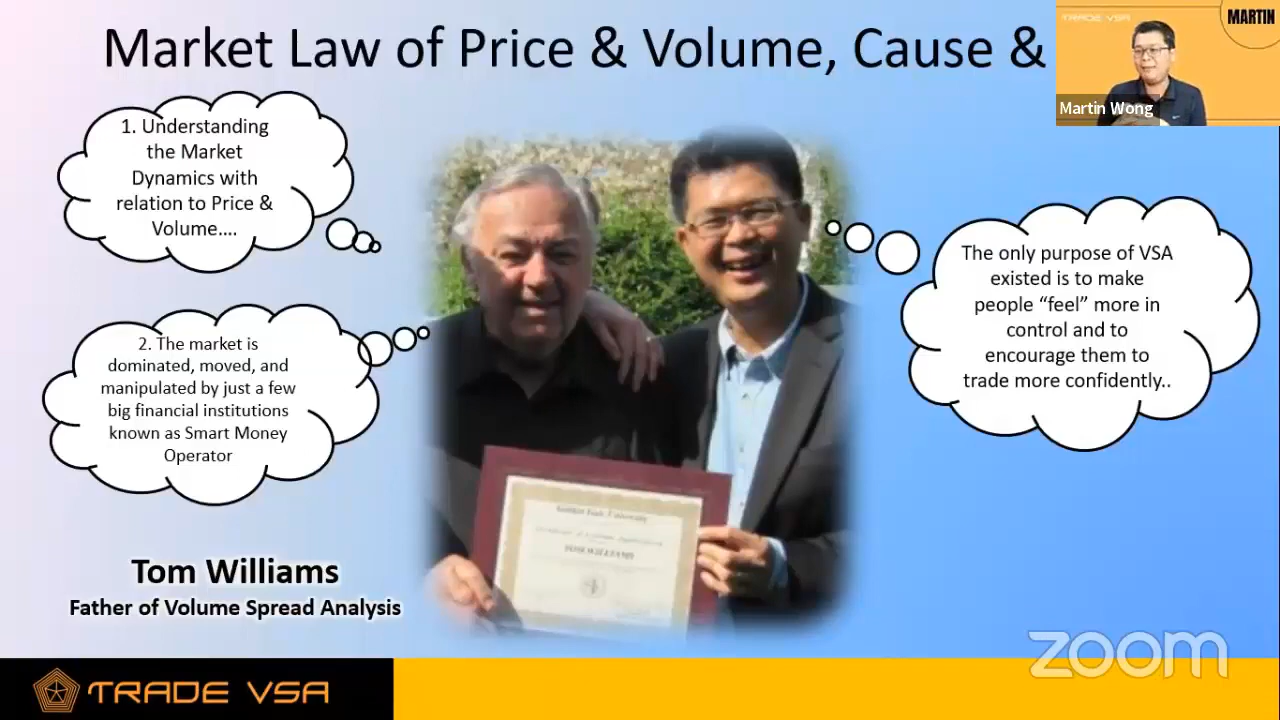 Market Law of Price & Volume, Cause &
TRADE VSA
MARTIN
Martin Wong
1. Understanding
the Market
Dynamics with
relation to Price &
Volume....
2. The market is
dominated, moved, and
manipulated by just a few
big financial institutions
known as Smart Money
Operator
The only purpose of VSA
existed is to make
people “feel” more in
control and to
encourage them to
trade more confidently..
TOM WILLIAMS
Tom Williams
Father of Volume Spread Analysis
zoom
TRADE VSA